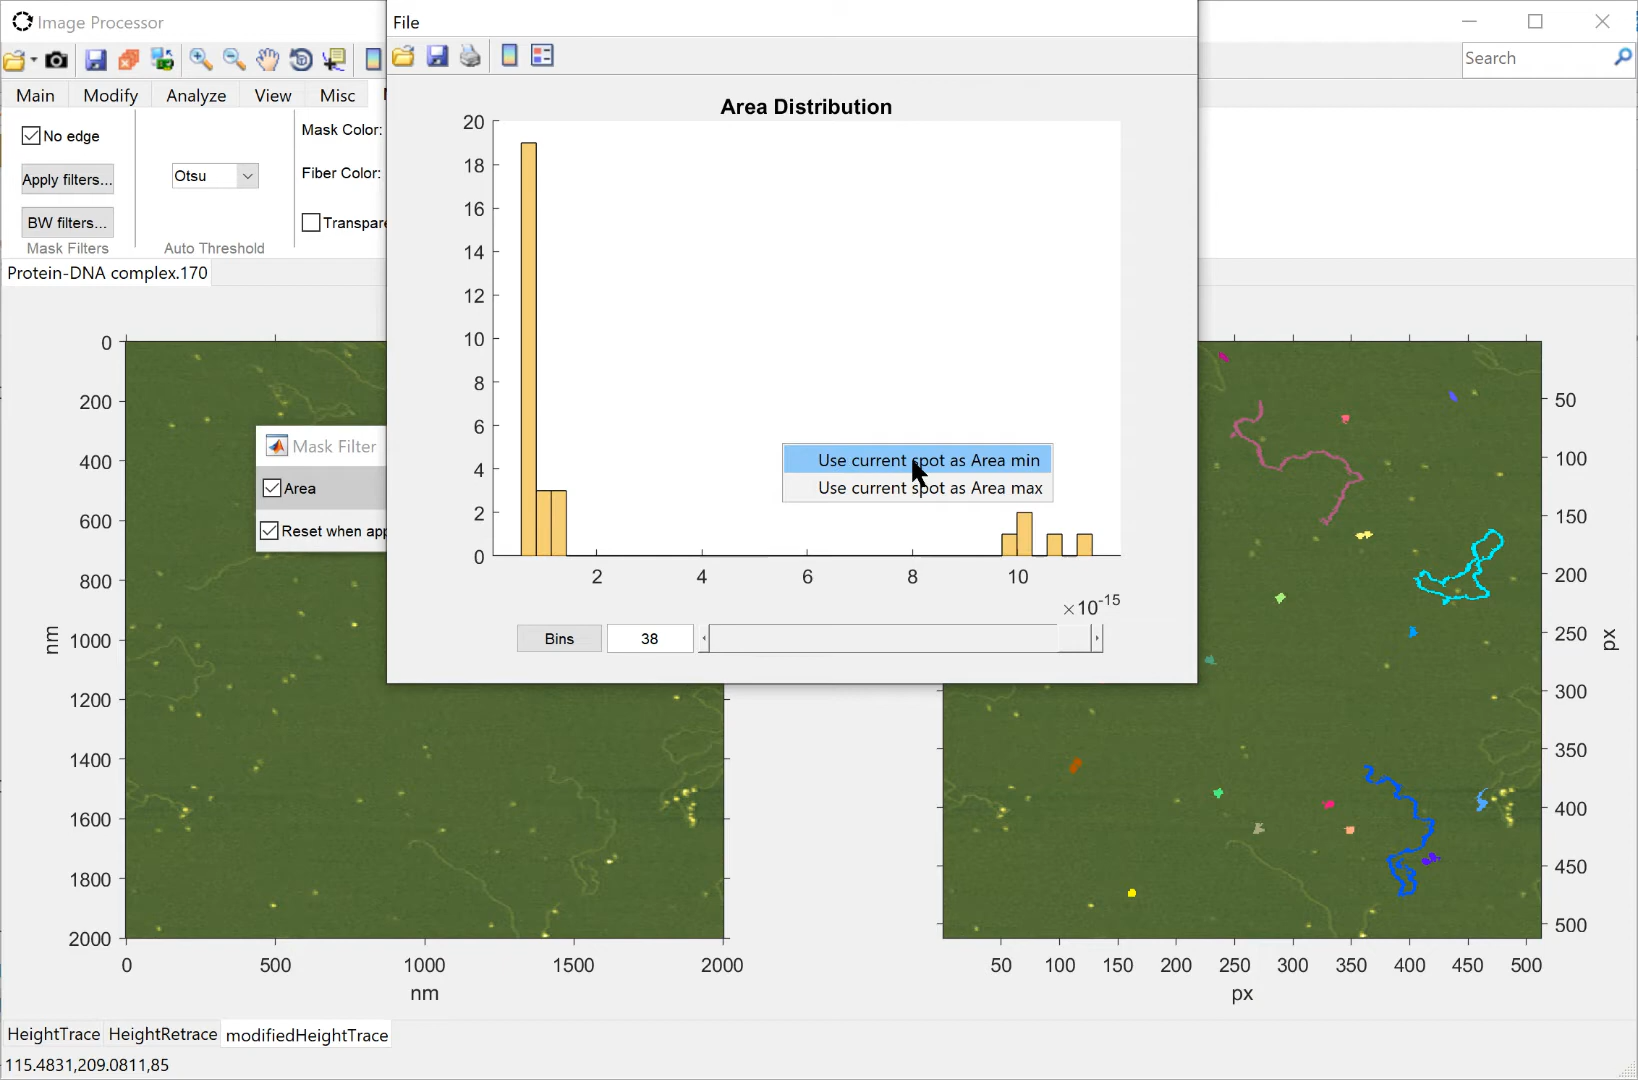 Image Processor
File
Search
Main Modify Analyze View Misc
No edge
Apply filters...
BW filters...
Mask Filters
Otsu
Auto Threshold
Mask Color:
Fiber Color:
Protein-DNA complex.170
Area Distribution
20
18
16
14
12
10
8
6
4
2
0
2 4 6 8 10
×10-15
Use current spot as Area min
Use current spot as Area max
Bins 38
Mask Filter
Area
Reset when
0
200
400
600
800
1000
1200
1400
1600
1800
2000
nm
0 500 1000 1500 2000
nm
50
100
150
200
250
300
350
400
450
500
px
50 100 150 200 250 300 350 400 450 500
px
HeightTrace HeightRetrace modifiedHeightTrace
115.4831,209.0811,85